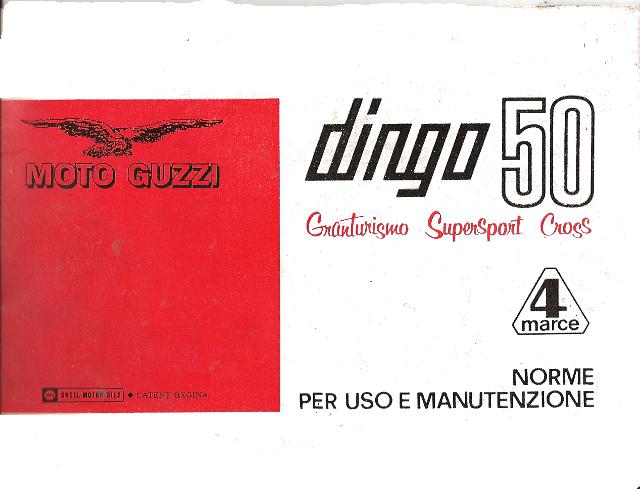 MOTO GUZZI
SHELL MOTOR OILS ♦ CATENE REGINA
dingo 50
Granturismo Supersport Cross
4
marce
NORME
PER USO E MANUTENZIONE